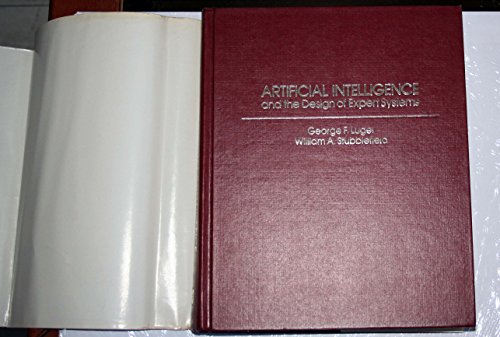 ARTIFICIAL INTELLIGENCE
and the Design of Expert Systems
George F. Luger
William A. Stubblefield